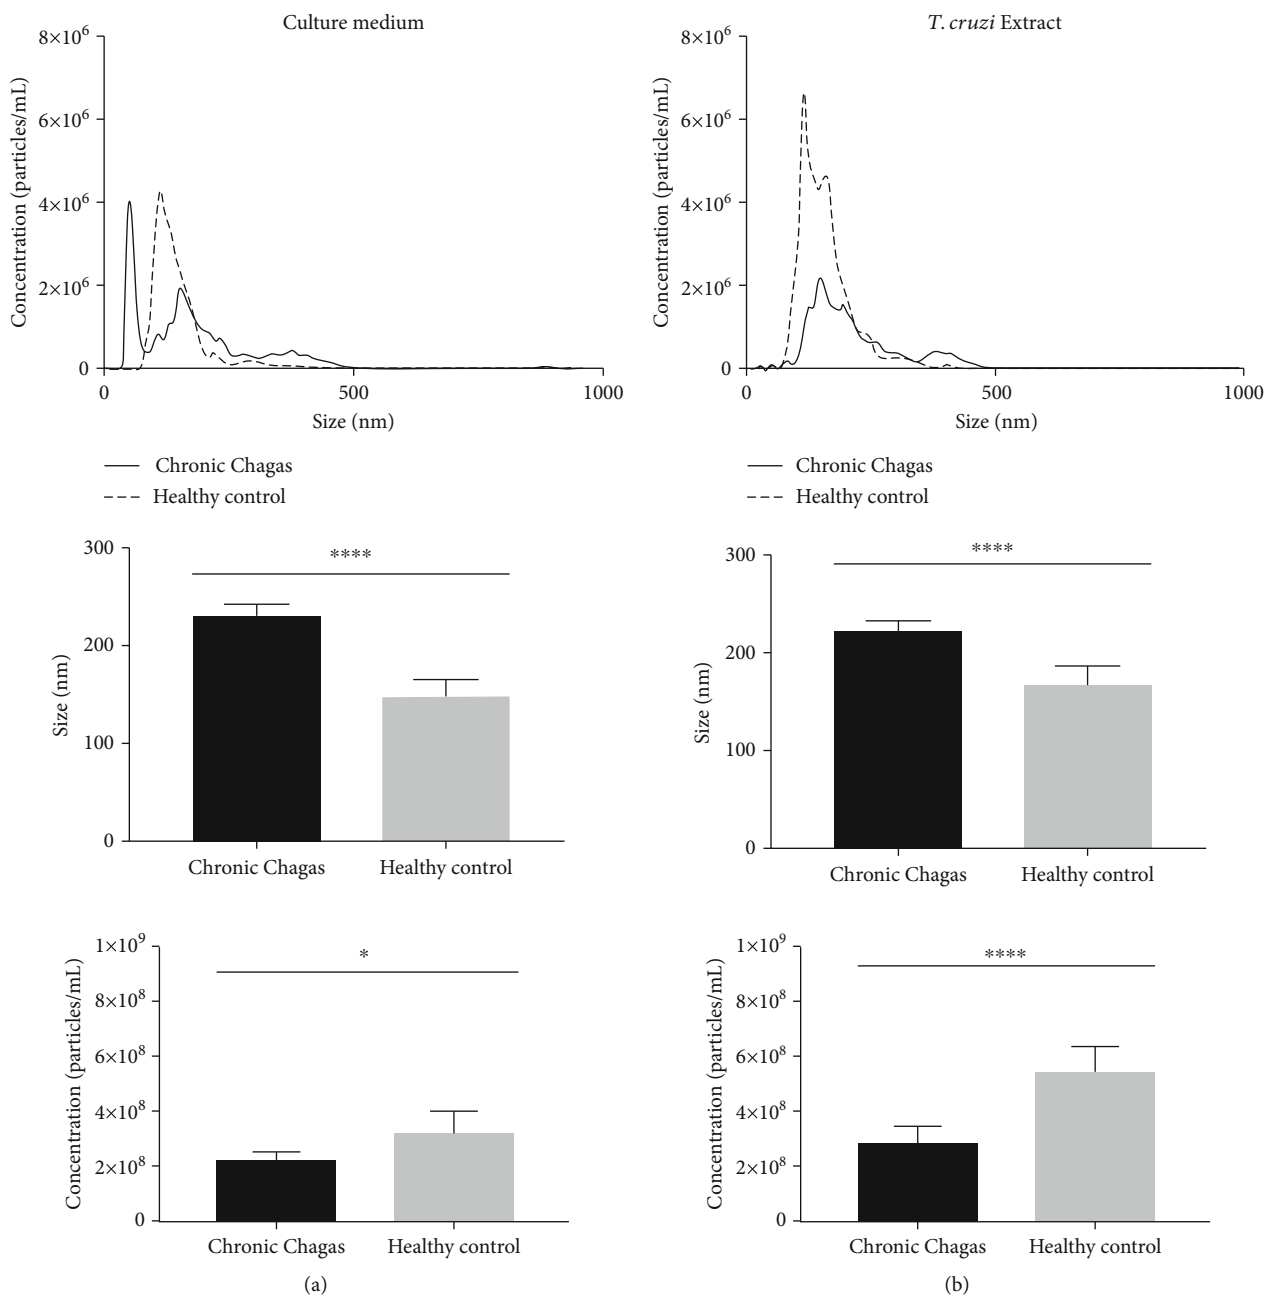 Culture medium
8×10⁶
6×10⁶
4×10⁶
2×10⁶
0
Concentration (particles/mL)
0 500 1000
Size (nm)
Chronic Chagas
Healthy control
T. cruzi Extract
8×10⁶
6×10⁶
4×10⁶
2×10⁶
0
Concentration (particles/mL)
0 500 1000
Size (nm)
Chronic Chagas
Healthy control
300
200
100
0
Size (nm)
****
Chronic Chagas Healthy control
300
200
100
0
Size (nm)
****
Chronic Chagas Healthy control
1×10⁹
8×10⁸
6×10⁸
4×10⁸
2×10⁸
0
Concentration (particles/mL)
*
Chronic Chagas Healthy control
(a)
1×10⁹
8×10⁸
6×10⁸
4×10⁸
2×10⁸
0
Concentration (particles/mL)
****
Chronic Chagas Healthy control
(b)